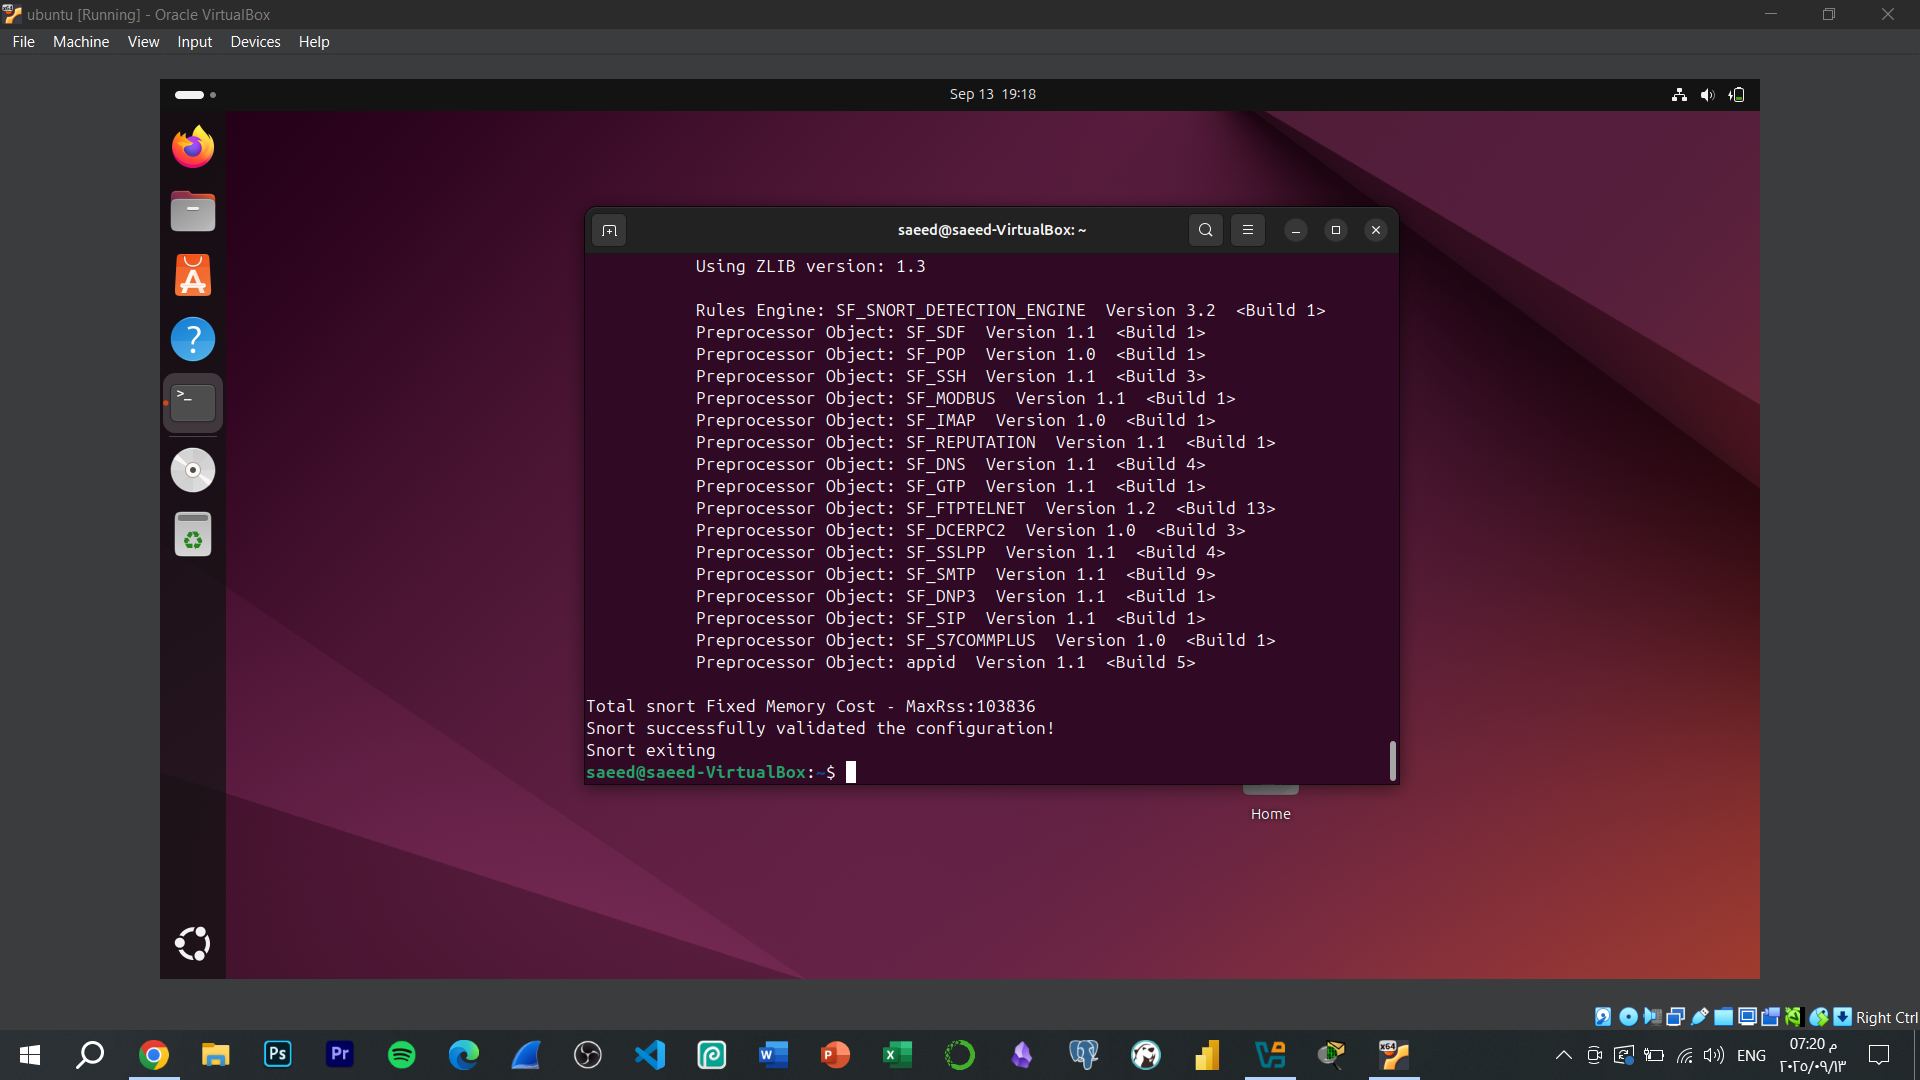 ubuntu [Running] - Oracle VirtualBox
File Machine View Input Devices Help
Sep 13 19:18
saeed@saeed-VirtualBox: ~
Using ZLIB version: 1.3
Rules Engine: SF_SNORT_DETECTION_ENGINE Version 3.2 <Build 1>
Preprocessor Object: SF_SDF Version 1.1 <Build 1>
Preprocessor Object: SF_POP Version 1.0 <Build 1>
Preprocessor Object: SF_SSH Version 1.1 <Build 3>
Preprocessor Object: SF_MODBUS Version 1.1 <Build 1>
Preprocessor Object: SF_IMAP Version 1.0 <Build 1>
Preprocessor Object: SF_REPUTATION Version 1.1 <Build 1>
Preprocessor Object: SF_DNS Version 1.1 <Build 4>
Preprocessor Object: SF_GTP Version 1.1 <Build 1>
Preprocessor Object: SF_FTPTELNET Version 1.2 <Build 13>
Preprocessor Object: SF_DCERPC2 Version 1.0 <Build 3>
Preprocessor Object: SF_SSLPP Version 1.1 <Build 4>
Preprocessor Object: SF_SMTP Version 1.1 <Build 9>
Preprocessor Object: SF_DNP3 Version 1.1 <Build 1>
Preprocessor Object: SF_SIP Version 1.1 <Build 1>
Preprocessor Object: SF_S7COMMPLUS Version 1.0 <Build 1>
Preprocessor Object: appid Version 1.1 <Build 5>
Total snort Fixed Memory Cost - MaxRss:103836
Snort successfully validated the configuration!
Snort exiting
saeed@saeed-VirtualBox:~$
Home
Right Ctrl
Ps
Pr
ENG
07:20 م
٢٠٢٥/٠٩/١٣